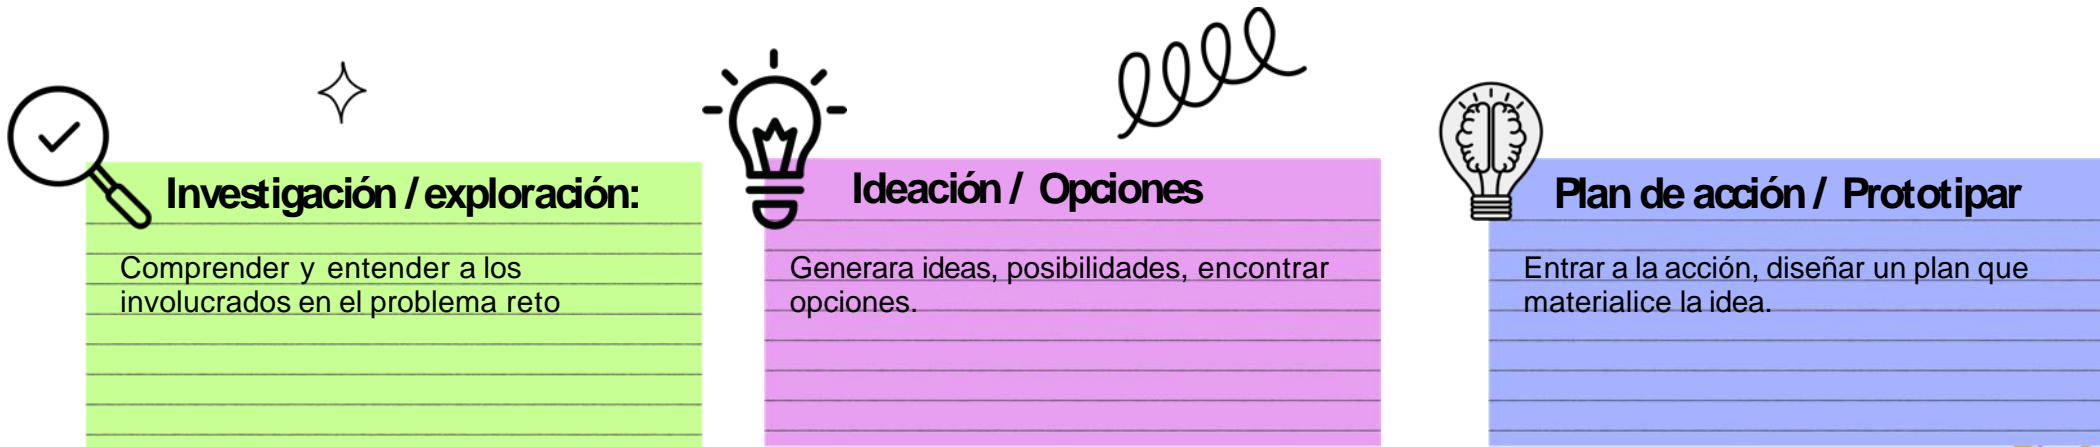 Investigación / exploración:
Comprender y entender a los
involucrados en el problema reto
Ideación / Opciones
Generara ideas, posibilidades, encontrar
opciones.
Plan de acción / Prototipar
Entrar a la acción, diseñar un plan que
materialice la idea.